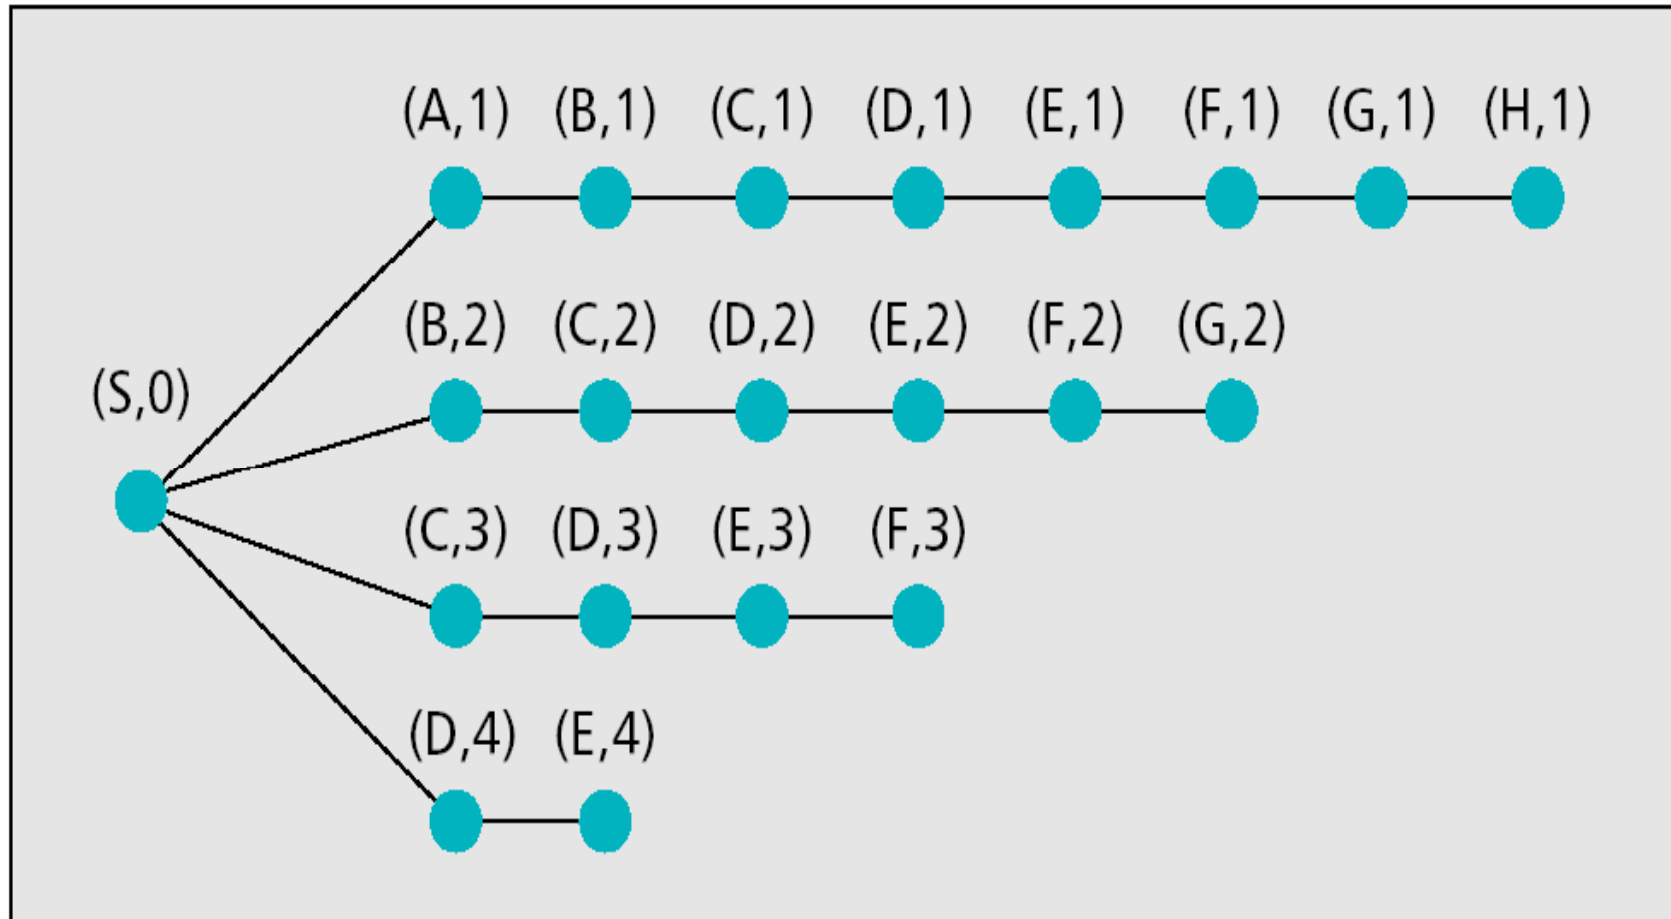 (A,1) (B,1) (C,1) (D,1) (E,1) (F,1) (G,1) (H,1)
(B,2) (C,2) (D,2) (E,2) (F,2) (G,2)
(S,0)
(C,3) (D,3) (E,3) (F,3)
(D,4) (E,4)